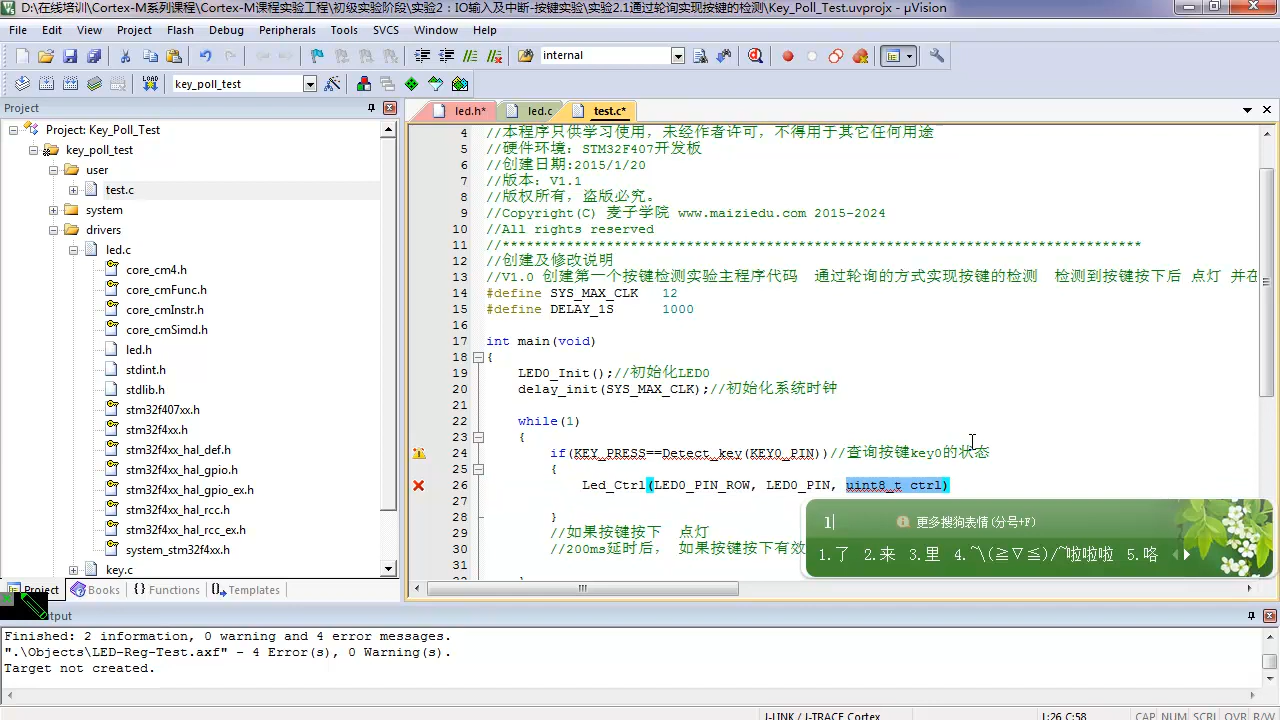 D:\在线培训\Cortex-M系列课程\Cortex-M课程实验工程\初级实验阶段\实验2：IO输入及中断-按键实验\实验2.1通过轮询实现按键的检测\Key_Poll_Test.uvprojx - µVision
File Edit View Project Flash Debug Peripherals Tools SVCS Window Help
internal
LOAD key_poll_test
Project
led.h* led.c test.c*
Project: Key_Poll_Test
key_poll_test
user
test.c
system
drivers
led.c
core_cm4.h
core_cmFunc.h
core_cmInstr.h
core_cmSimd.h
led.h
stdint.h
stdlib.h
stm32f407xx.h
stm32f4xx.h
stm32f4xx_hal_def.h
stm32f4xx_hal_gpio.h
stm32f4xx_hal_gpio_ex.h
stm32f4xx_hal_rcc.h
stm32f4xx_hal_rcc_ex.h
system_stm32f4xx.h
key.c
Project Books Functions Templates
4 //本程序只供学习使用，未经作者许可，不得用于其它任何用途
5 //硬件环境：STM32F407开发板
6 //创建日期:2015/1/20
7 //版本：V1.1
8 //版权所有，盗版必究。
9 //Copyright(C) 麦子学院 www.maiziedu.com 2015-2024
10 //All rights reserved
11 //********************************************************************************
12 //创建及修改说明
13 //V1.0 创建第一个按键检测实验主程序代码 通过轮询的方式实现按键的检测 检测到按键按下后 点灯 并在
14 #define SYS_MAX_CLK 12
15 #define DELAY_1S 1000
16
17 int main(void)
18 {
19 LED0_Init();//初始化LED0
20 delay_init(SYS_MAX_CLK);//初始化系统时钟
21
22 while(1)
23 {
24 if(KEY_PRESS==Detect_key(KEY0_PIN))//查询按键key0的状态
25 {
26 Led_Ctrl(LED0_PIN_ROW, LED0_PIN, uint8_t ctrl)
27
28 }
29 //如果按键按下 点灯
30 //200ms延时后， 如果按键按下有效
31
l 更多搜狗表情(分号+F)
1.了 2.来 3.里 4.~\(≧▽≦)/~啦啦啦 5.咯
Finished: 2 information, 0 warning and 4 error messages.
".\Objects\LED-Reg-Test.axf" - 4 Error(s), 0 Warning(s).
Target not created.
J-LINK / J-TRACE Cortex L:26 C:58 CAP NUM SCRL OVR R/W